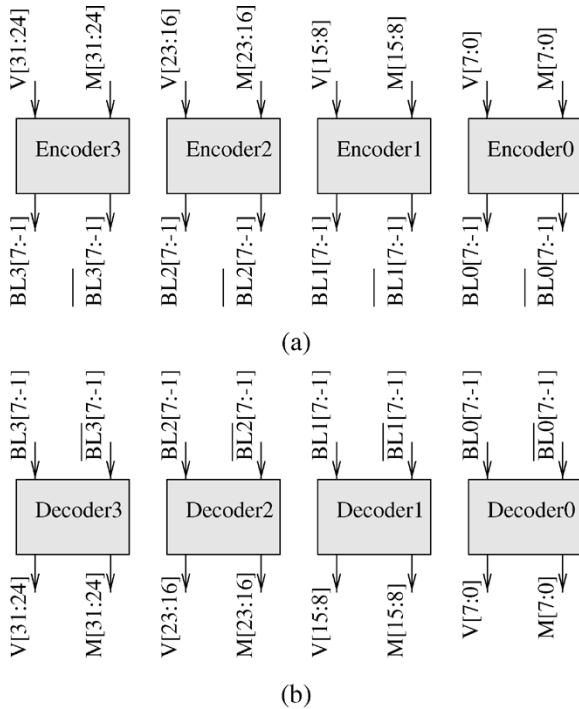 V[31:24] M[31:24] V[23:16] M[23:16] V[15:8] M[15:8] V[7:0] M[7:0]
Encoder3 Encoder2 Encoder1 Encoder0
BL3[7:-1] BL3[7:-1] BL2[7:-1] BL2[7:-1] BL1[7:-1] BL1[7:-1] BL0[7:-1] BL0[7:-1]
(a)
BL3[7:-1] BL3[7:-1] BL2[7:-1] BL2[7:-1] BL1[7:-1] BL1[7:-1] BL0[7:-1] BL0[7:-1]
Decoder3 Decoder2 Decoder1 Decoder0
V[31:24] M[31:24] V[23:16] M[23:16] V[15:8] M[15:8] V[7:0] M[7:0]
(b)